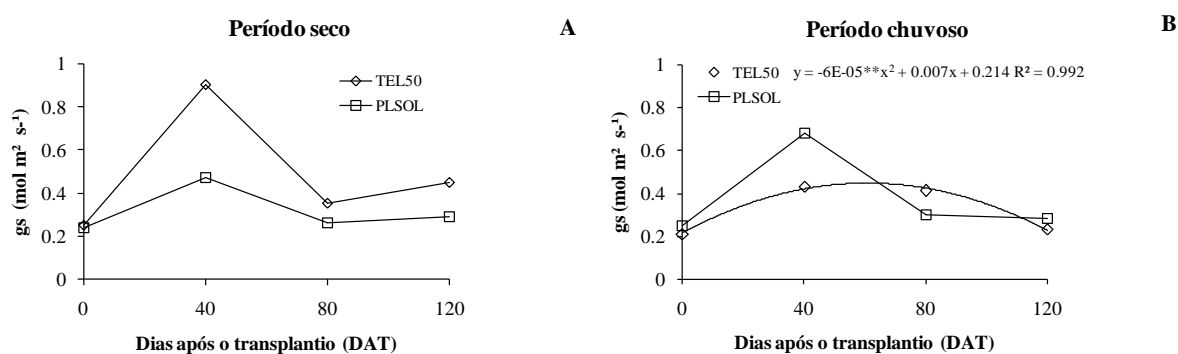 Período seco
A
TEL50
PLSOL
1
0.8
0.6
0.4
0.2
0
gs (mol m² s-¹)
0 40 80 120
Dias após o transplantio (DAT)
Período chuvoso
B
TEL50 y = -6E-05**x² + 0.007x + 0.214 R² = 0.992
PLSOL
1
0.8
0.6
0.4
0.2
0
gs (mol m² s-¹)
0 40 80 120
Dias após o transplantio (DAT)